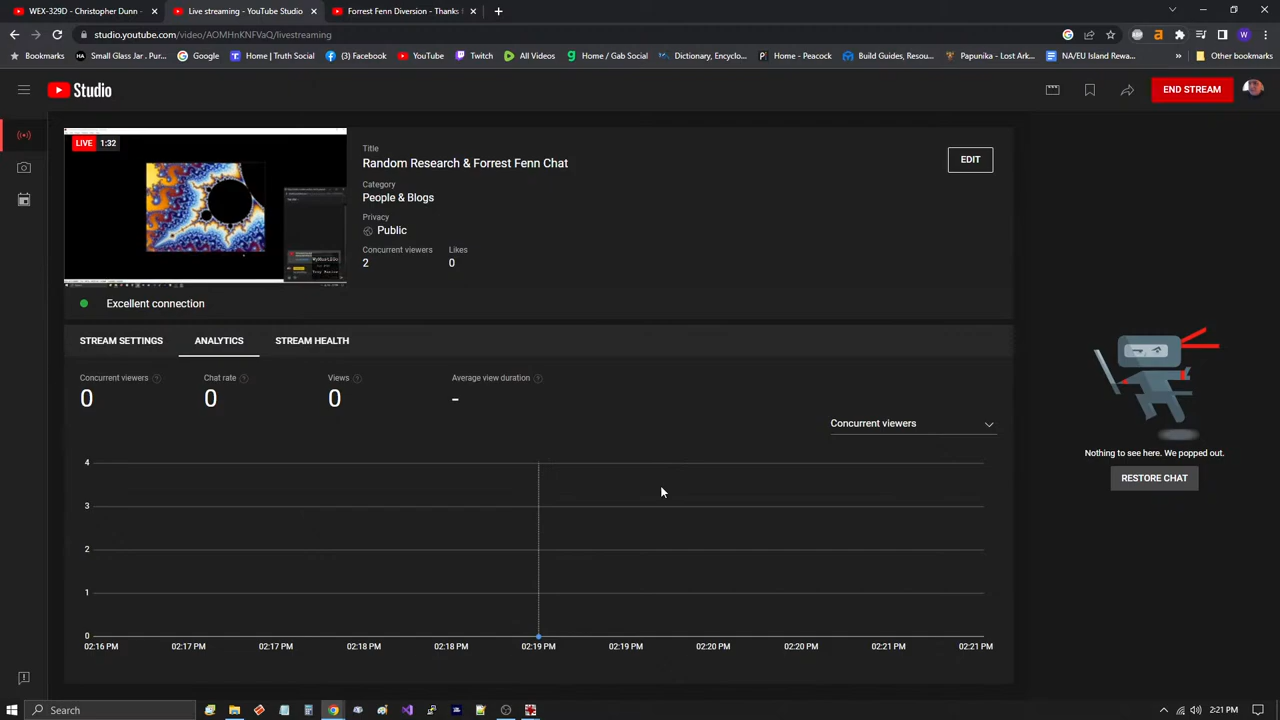 WEX-329D - Christopher Dunn -
Live streaming - YouTube Studio
Forrest Fenn Diversion - Thanks
studio.youtube.com/video/AOMHnKNFVaQ/livestreaming
W
Bookmarks
Small Glass Jar - Pur...
Google
Home | Truth Social
(3) Facebook
YouTube
Twitch
All Videos
Home / Gab Social
Dictionary, Encyclo...
Home - Peacock
Build Guides, Resou...
Papunika - Lost Ark...
NA/EU Island Rewa...
»
Other bookmarks
Studio
END STREAM
LIVE 1:32
Title
Random Research & Forrest Fenn Chat
EDIT
Category
People & Blogs
Privacy
Public
Concurrent viewers
Likes
2
0
Excellent connection
STREAM SETTINGS
ANALYTICS
STREAM HEALTH
Concurrent viewers
Chat rate
Views
Average view duration
0
0
0
-
Concurrent viewers
Nothing to see here. We popped out.
RESTORE CHAT
4
3
2
1
0
02:16 PM
02:17 PM
02:17 PM
02:18 PM
02:18 PM
02:19 PM
02:19 PM
02:20 PM
02:20 PM
02:21 PM
02:21 PM
Search
2:21 PM